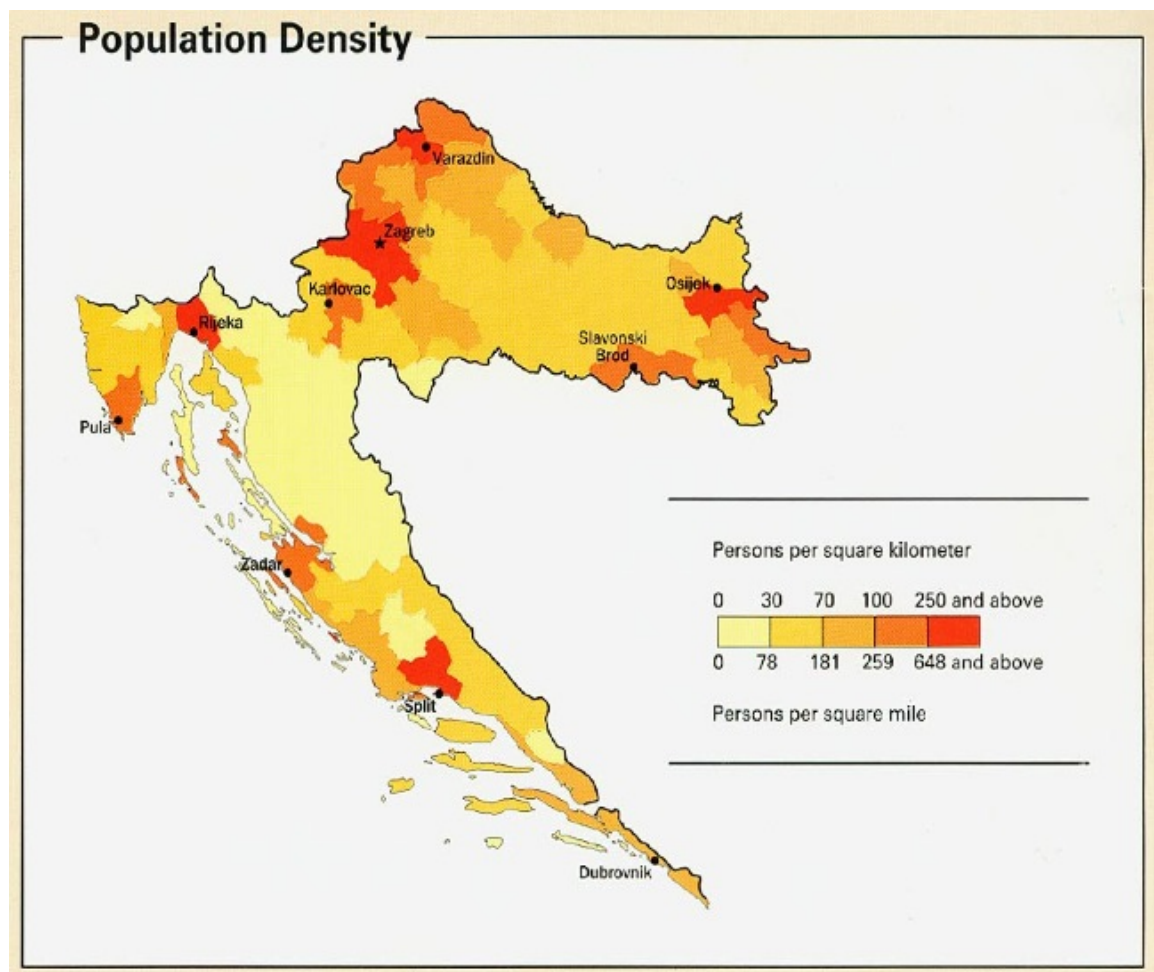 Population Density
Varazdin
Zagreb
Karlovac
Osijek
Rijeka
Slavonski
Brod
Pula
Zadar
Split
Dubrovnik
Persons per square kilometer
0 30 70 100 250 and above
0 78 181 259 648 and above
Persons per square mile